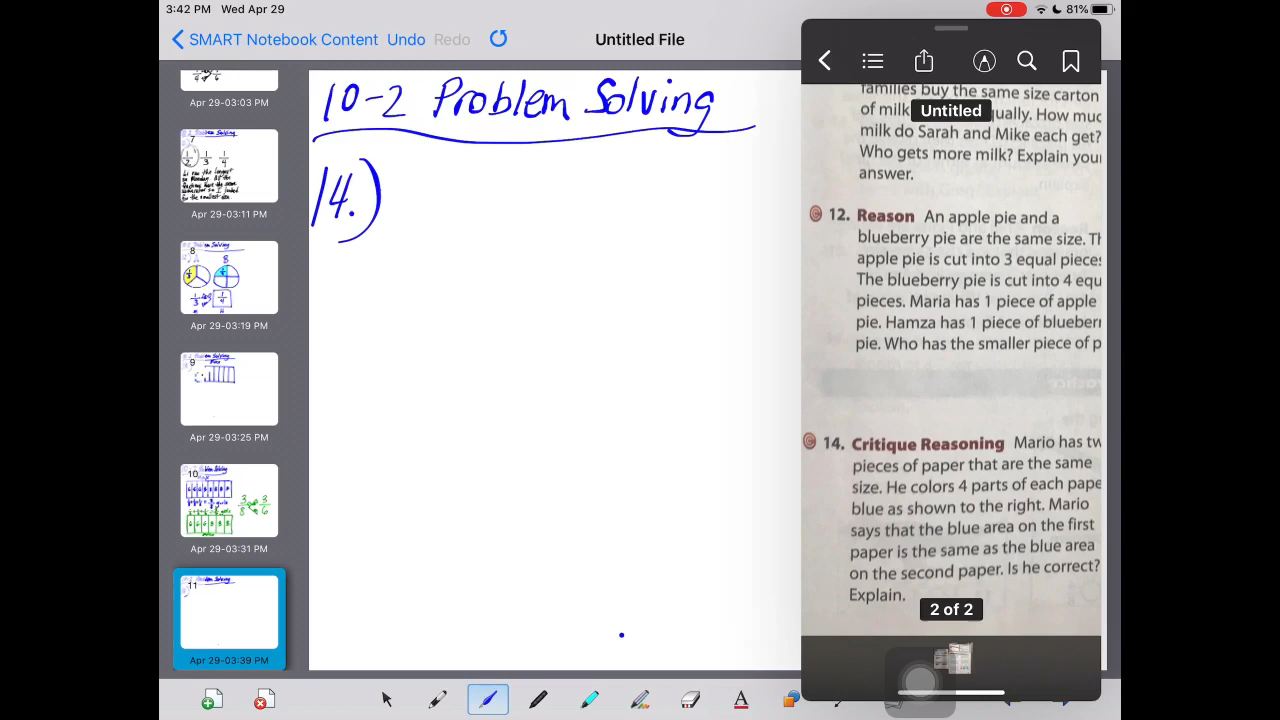 3:42 PM Wed Apr 29
81%
SMART Notebook Content Undo Redo
Untitled File
Apr 29-03:03 PM
7
Apr 29-03:11 PM
8
Apr 29-03:19 PM
9
Apr 29-03:25 PM
10
Apr 29-03:31 PM
11
Apr 29-03:39 PM
10-2 Problem Solving
14.)
families buy the same size carton
of milk
Untitled
qually. How muc
milk do Sarah and Mike each get?
Who gets more milk? Explain your
answer.
12. Reason An apple pie and a
blueberry pie are the same size. Th
apple pie is cut into 3 equal pieces
The blueberry pie is cut into 4 equ
pieces. Maria has 1 piece of apple
pie. Hamza has 1 piece of blueberr
pie. Who has the smaller piece of p
14. Critique Reasoning Mario has tw
pieces of paper that are the same
size. He colors 4 parts of each pape
blue as shown to the right. Mario
says that the blue area on the first
paper is the same as the blue area
on the second paper. Is he correct?
Explain.
2 of 2
A